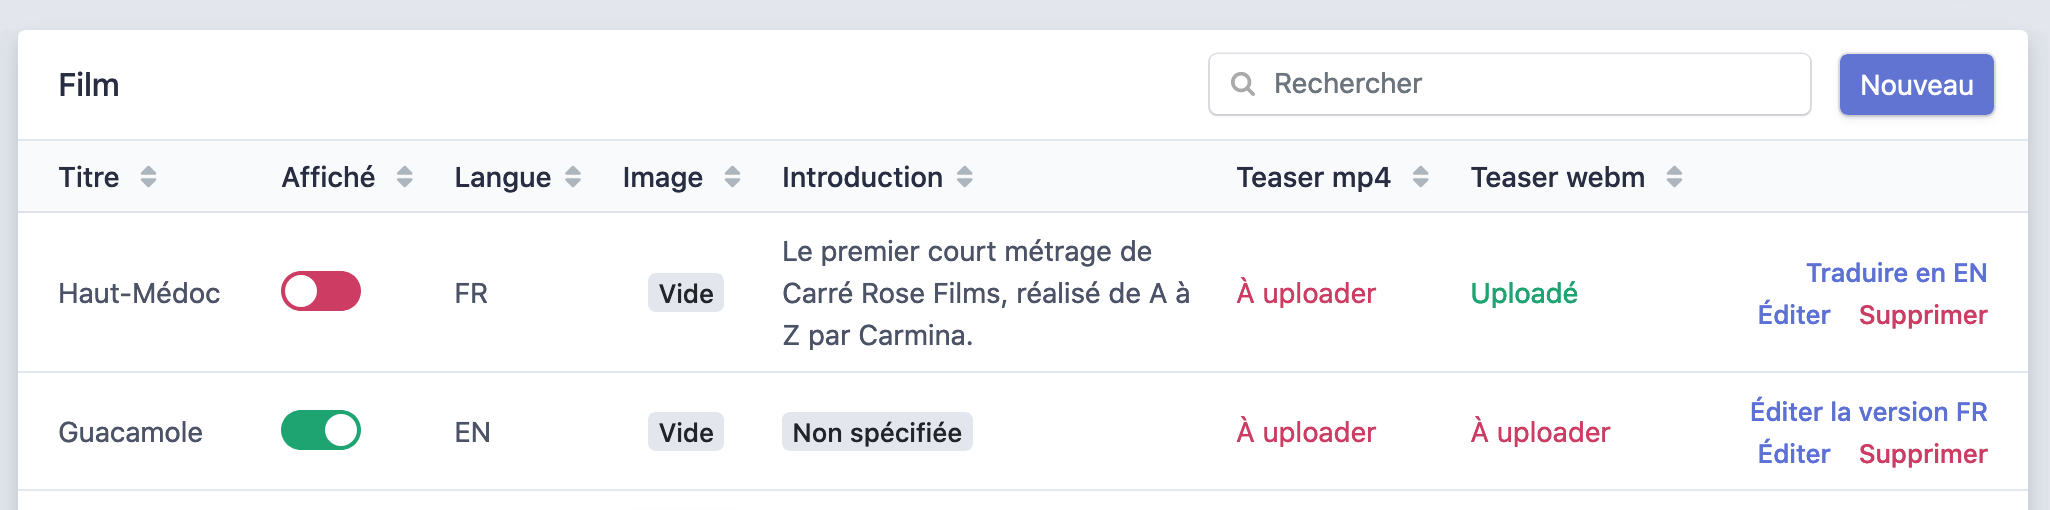 Film
Rechercher
Nouveau
Titre Affiché Langue Image Introduction Teaser mp4 Teaser webm
Haut-Médoc FR Vide Le premier court métrage de
Carré Rose Films, réalisé de A à
Z par Carmina. À uploader Uploadé Traduire en EN
Éditer Supprimer
Guacamole EN Vide Non spécifiée À uploader À uploader Éditer la version FR
Éditer Supprimer